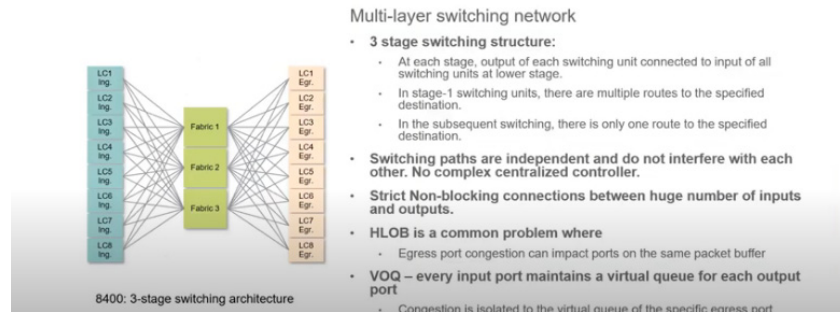 Multi-layer switching network
• 3 stage switching structure:
• At each stage, output of each switching unit connected to input of all
switching units at lower stage.
• In stage-1 switching units, there are multiple routes to the specified
destination.
• In the subsequent switching, there is only one route to the specified
destination.
• Switching paths are independent and do not interfere with each
other. No complex centralized controller.
• Strict Non-blocking connections between huge number of inputs
and outputs.
• HLOB is a common problem where
• Egress port congestion can impact ports on the same packet buffer
• VOQ – every input port maintains a virtual queue for each output
port
• Congestion is isolated to the virtual queue of the specific egress port
LC1
Ing.
LC2
Ing.
LC3
Ing.
LC4
Ing.
LC5
Ing.
LC6
Ing.
LC7
Ing.
LC8
Ing.
Fabric 1
Fabric 2
Fabric 3
LC1
Egr.
LC2
Egr.
LC3
Egr.
LC4
Egr.
LC5
Egr.
LC6
Egr.
LC7
Egr.
LC8
Egr.
8400: 3-stage switching architecture